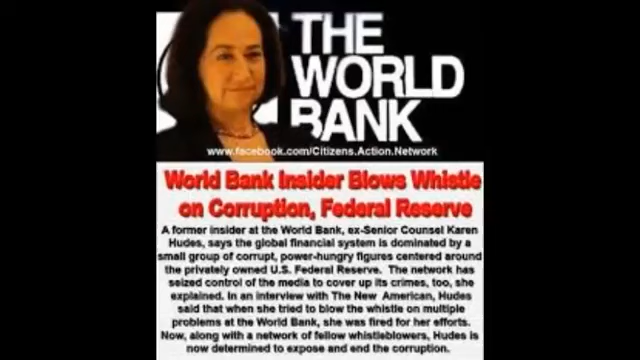 THE
WORLD
BANK
www.facebook.com/Citizens.Action.Network
World Bank Insider Blows Whistle
on Corruption, Federal Reserve
A former insider at the World Bank, ex-Senior Counsel Karen
Hudes, says the global financial system is dominated by a
small group of corrupt, power-hungry figures centered around
the privately owned U.S. Federal Reserve. The network has
seized control of the media to cover up its crimes, too, she
explained. In an interview with The New American, Hudes
said that when she tried to blow the whistle on multiple
problems at the World Bank, she was fired for her efforts.
Now, along with a network of fellow whistleblowers, Hudes is
now determined to expose and end the corruption.